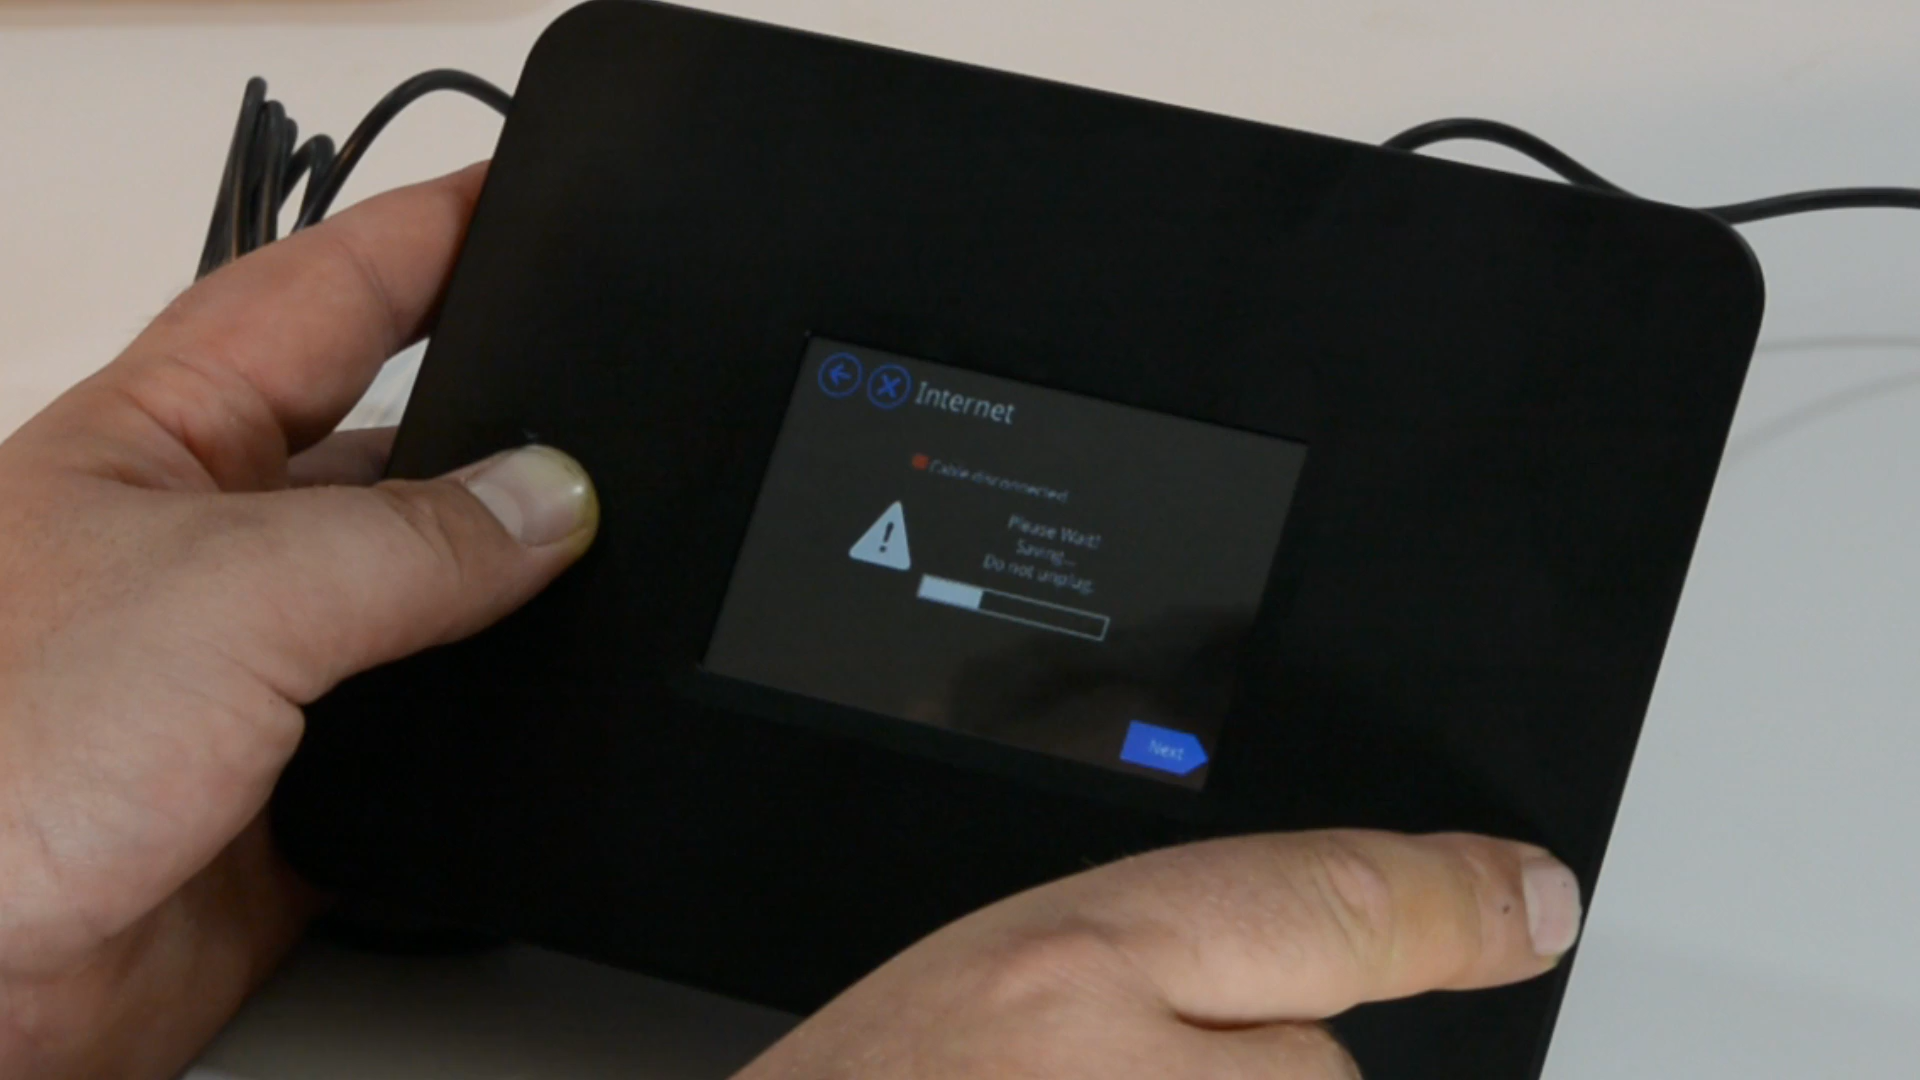 Internet
Cable disconnected
Please Wait!
Saving...
Do not unplug.
Next